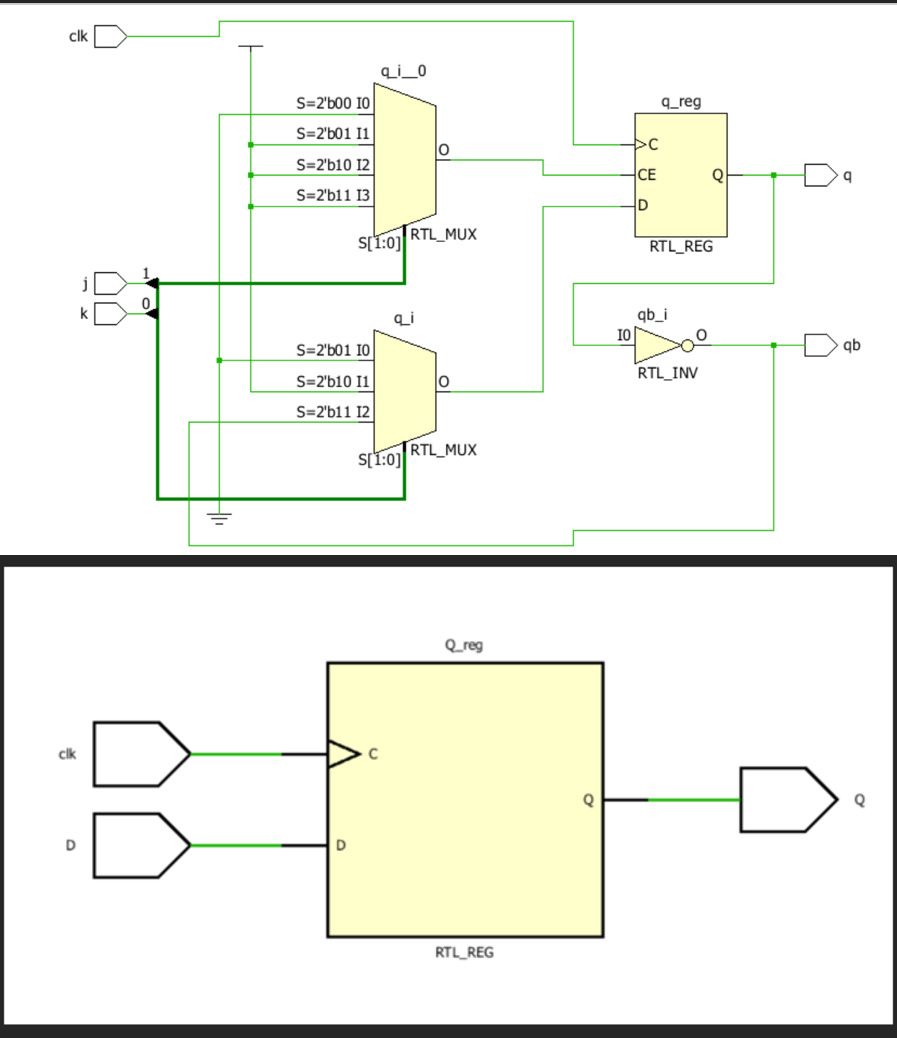 clk
q_i__0
S=2'b00 I0
S=2'b01 I1
S=2'b10 I2
S=2'b11 I3
O
S[1:0]
RTL_MUX
q_reg
C
CE
D
Q
RTL_REG
q
j
1
k
0
q_i
S=2'b01 I0
S=2'b10 I1
S=2'b11 I2
O
S[1:0]
RTL_MUX
qb_i
I0
O
RTL_INV
qb
Q_reg
clk
C
D
D
Q
Q
RTL_REG